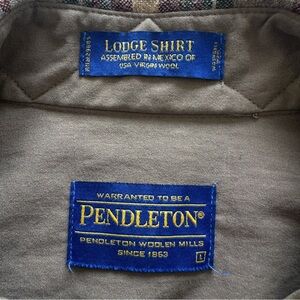 LODGE SHIRT
ASSEMBLED IN MEXICO OF
USA VIRGIN WOOL
WARRANTED TO BE A
PENDLETON®
PENDLETON WOOLEN MILLS
SINCE 1863
L